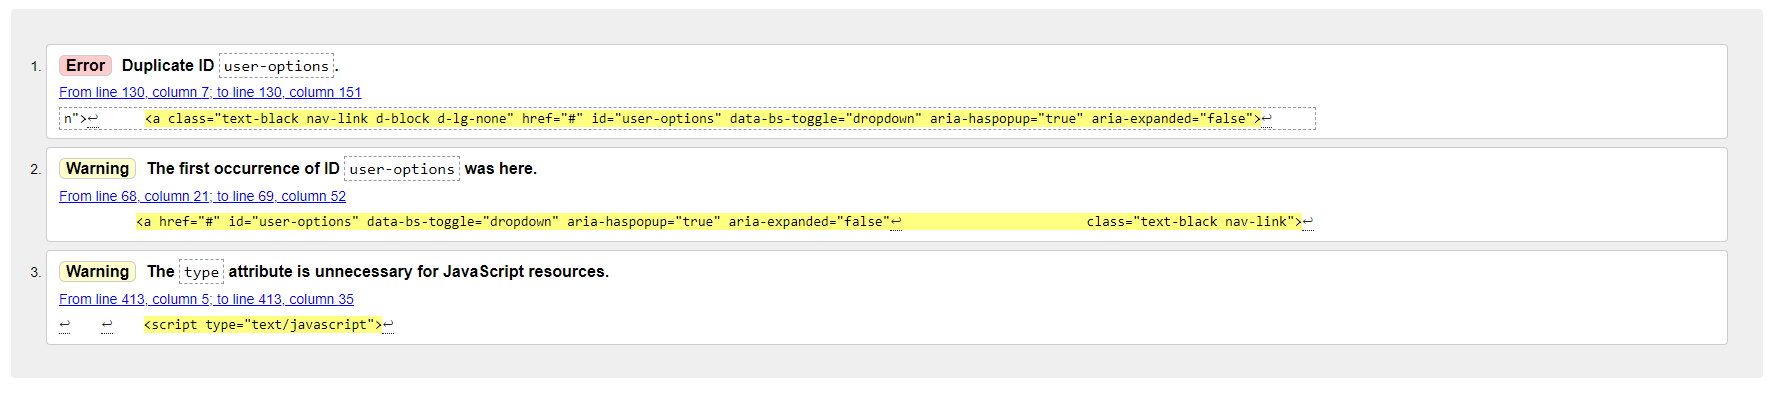 1. Error Duplicate ID user-options.
From line 130, column 7; to line 130, column 151
n">↩ <a class="text-black nav-link d-block d-lg-none" href="#" id="user-options" data-bs-toggle="dropdown" aria-haspopup="true" aria-expanded="false">↩
2. Warning The first occurrence of ID user-options was here.
From line 68, column 21; to line 69, column 52
<a href="#" id="user-options" data-bs-toggle="dropdown" aria-haspopup="true" aria-expanded="false"↩ class="text-black nav-link">↩
3. Warning The type attribute is unnecessary for JavaScript resources.
From line 413, column 5; to line 413, column 35
↩ ↩ <script type="text/javascript">↩